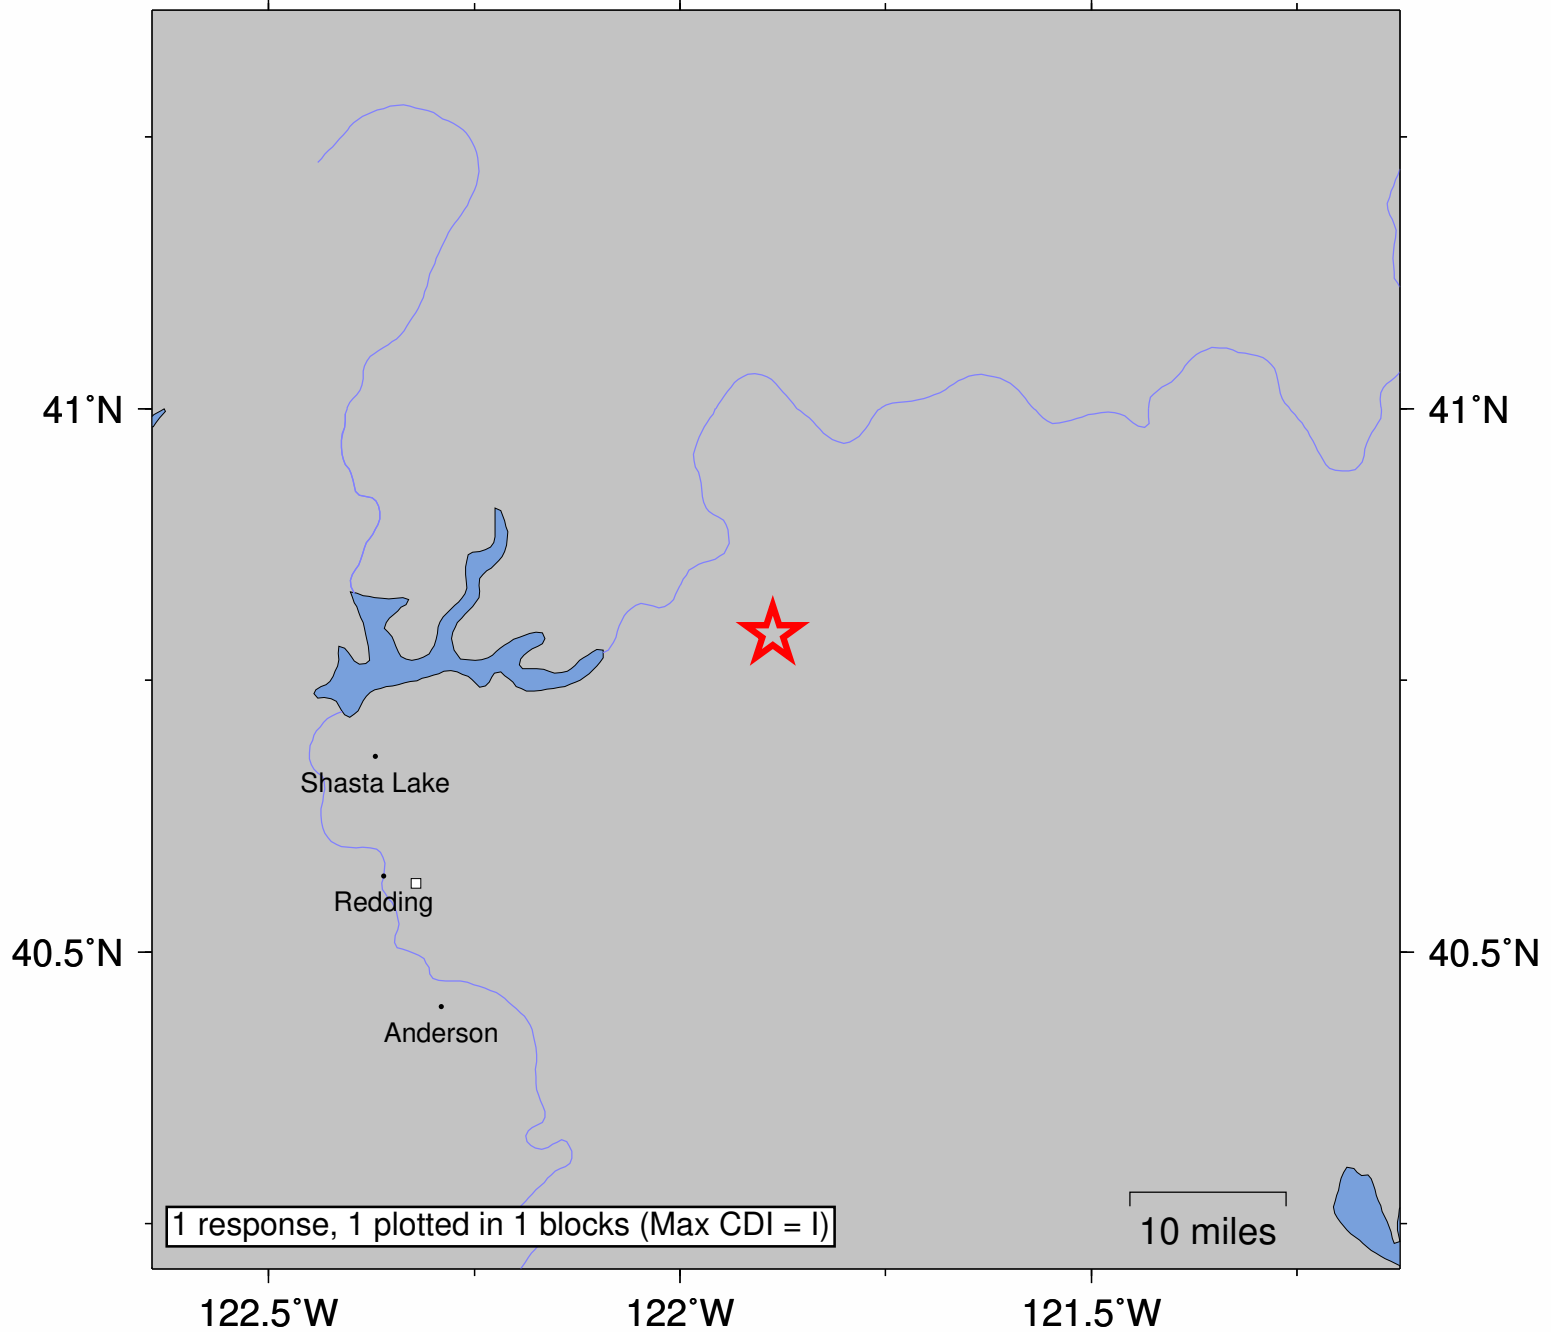 41˚N
41˚N
Shasta Lake
Redding
40.5˚N
40.5˚N
Anderson
1 response, 1 plotted in 1 blocks (Max CDI = I)
10 miles
122.5˚W
122˚W
121.5˚W